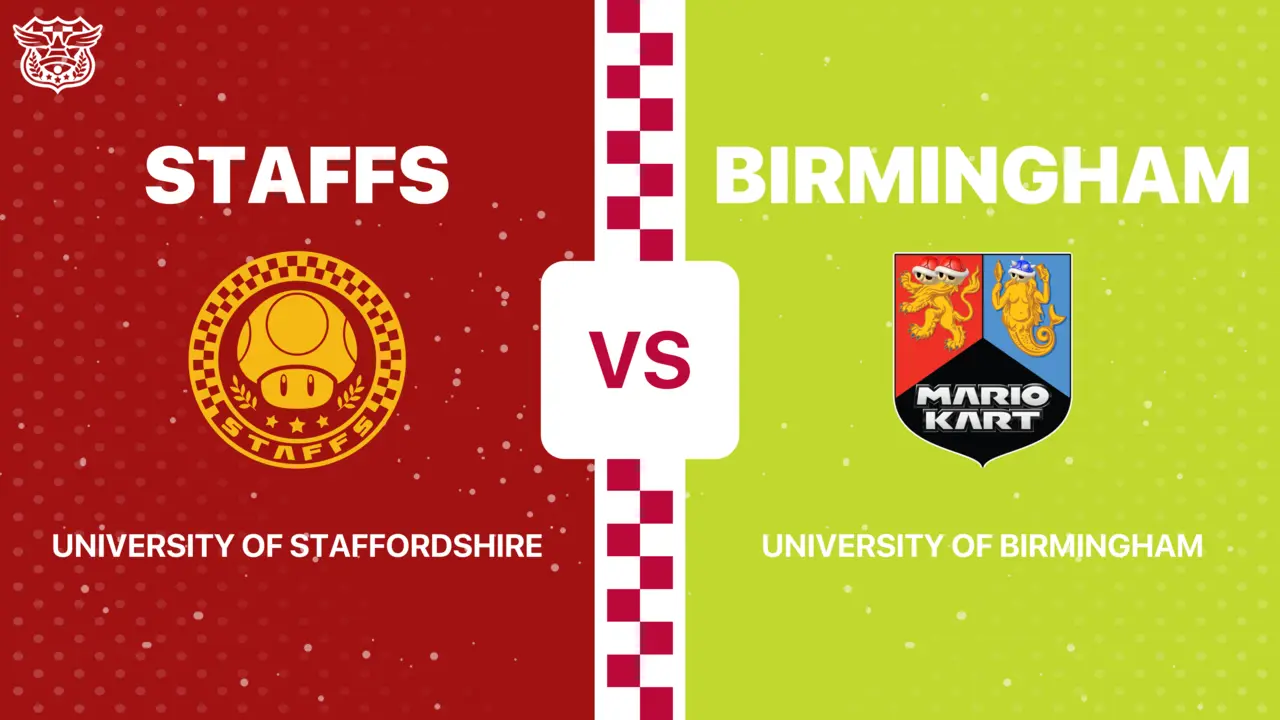 STAFFS
BIRMINGHAM
STAFFS
VS
MARIO
KART
UNIVERSITY OF STAFFORDSHIRE
UNIVERSITY OF BIRMINGHAM